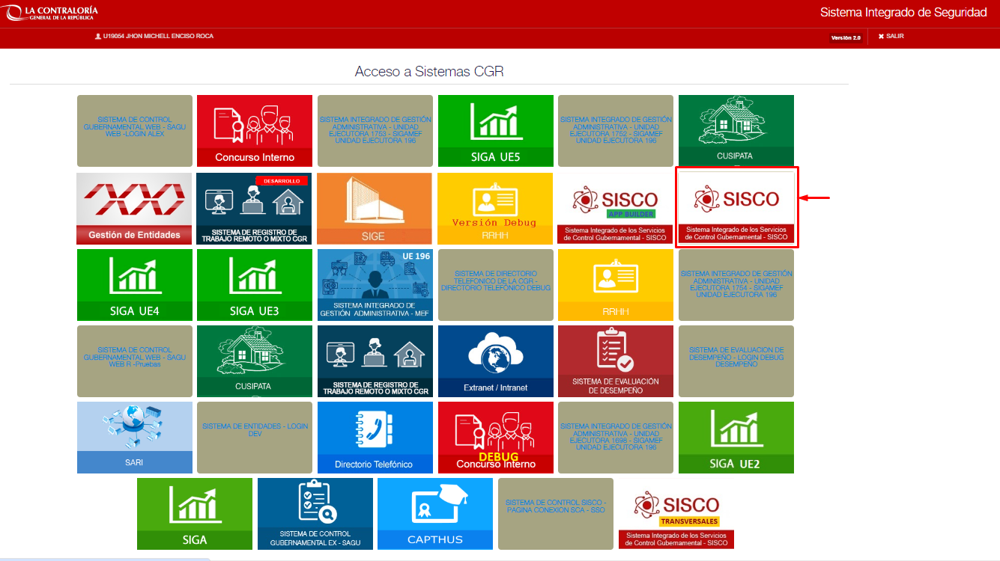 LA CONTRALORÍA
GENERAL DE LA REPÚBLICA
Sistema Integrado de Seguridad
U19054 JHON MICHELL ENCISO ROCA
Versión 2.0
SALIR
Acceso a Sistemas CGR
SISTEMA DE CONTROL
GUBERNAMENTAL WEB - SAGU
WEB -LOGIN ALEX
Concurso Interno
SISTEMA INTEGRADO DE GESTIÓN
ADMINISTRATIVA - UNIDAD
EJECUTORA 1753 - SIGAMEF
UNIDAD EJECUTORA 196
SIGA UE5
SISTEMA INTEGRADO DE GESTIÓN
ADMINISTRATIVA - UNIDAD
EJECUTORA 1752 - SIGAMEF
UNIDAD EJECUTORA 196
CUSIPATA
Gestión de Entidades
DESARROLLO
SISTEMA DE REGISTRO DE
TRABAJO REMOTO O MIXTO CGR
SIGE
Versión Debug
RRHH
SISCO
APP BUILDER
Sistema Integrado de los Servicios
de Control Gubernamental - SISCO
SISCO
Sistema Integrado de los Servicios
de Control Gubernamental - SISCO
SIGA UE4
SIGA UE3
UE 196
SISTEMA INTEGRADO DE
GESTIÓN ADMINISTRATIVA - MEF
SISTEMA DE DIRECTORIO
TELEFONICO DE LA CGR -
DIRECTORIO TELEFÓNICO DEBUG
RRHH
SISTEMA INTEGRADO DE GESTIÓN
ADMINISTRATIVA - UNIDAD
EJECUTORA 1754 - SIGAMEF
UNIDAD EJECUTORA 196
SISTEMA DE CONTROL
GUBERNAMENTAL WEB - SAGU
WEB R -Pruebas
CUSIPATA
SISTEMA DE REGISTRO DE
TRABAJO REMOTO O MIXTO CGR
Extranet / Intranet
SISTEMA DE EVALUACIÓN
DE DESEMPEÑO
SISTEMA DE EVALUACION DE
DESEMPEÑO - LOGIN DEBUG
DESEMPEÑO
SARI
SISTEMA DE ENTIDADES - LOGIN
DEV
Directorio Telefónico
DEBUG
Concurso Interno
SISTEMA INTEGRADO DE GESTIÓN
ADMINISTRATIVA - UNIDAD
EJECUTORA 1698 - SIGAMEF
UNIDAD EJECUTORA 196
SIGA UE2
SIGA
SISTEMA DE CONTROL
GUBERNAMENTAL EX - SAGU
CAPTHUS
SISTEMA DE CONTROL SISCO -
PAGINA CONEXION SCA - SSO
SISCO
TRANSVERSALES
Sistema Integrado de los Servicios
de Control Gubernamental - SISCO